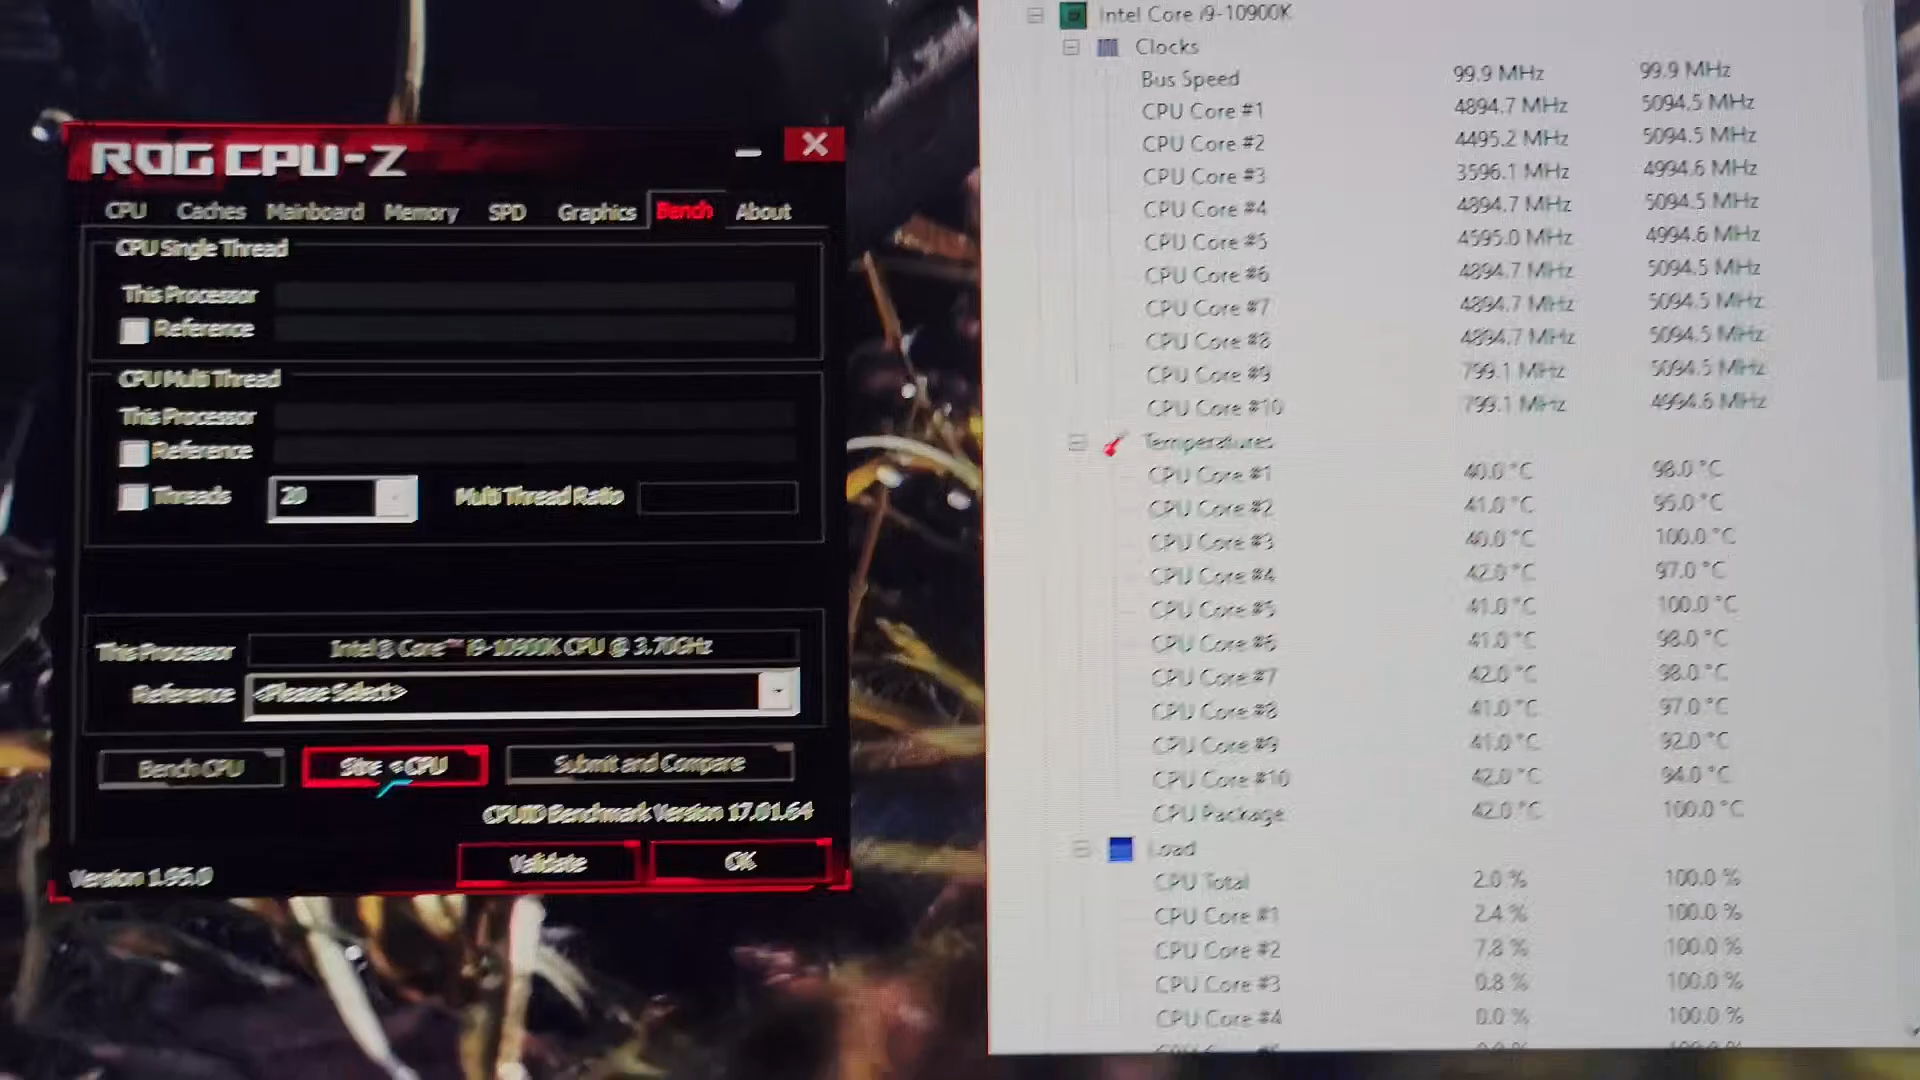 ROG CPU-Z
CPU Caches Mainboard Memory SPD Graphics Bench About
CPU Single Thread
This Processor
Reference
CPU Multi Thread
This Processor
Reference
Threads 20 Multi Thread Ratio
This Processor Intel® Core™ i9-10900K CPU @ 3.70GHz
Reference <Please Select>
Bench CPU CPU Submit and Compare
CPUID Benchmark Version 17.01.64
Version 1.95.0 Validate OK
Intel Core i9-10900K
Clocks
Bus Speed 99.9 MHz 99.9 MHz
CPU Core #1 4894.7 MHz 5094.5 MHz
CPU Core #2 4495.2 MHz 5094.5 MHz
CPU Core #3 3596.1 MHz 4994.6 MHz
CPU Core #4 4894.7 MHz 5094.5 MHz
CPU Core #5 4595.0 MHz 4994.6 MHz
CPU Core #6 4894.7 MHz 5094.5 MHz
CPU Core #7 4894.7 MHz 5094.5 MHz
CPU Core #8 4894.7 MHz 5094.5 MHz
CPU Core #9 799.1 MHz 5094.5 MHz
CPU Core #10 799.1 MHz 4994.6 MHz
Temperatures
CPU Core #1 40.0 °C 98.0 °C
CPU Core #2 41.0 °C 95.0 °C
CPU Core #3 40.0 °C 100.0 °C
CPU Core #4 42.0 °C 97.0 °C
CPU Core #5 41.0 °C 100.0 °C
CPU Core #6 41.0 °C 98.0 °C
CPU Core #7 42.0 °C 98.0 °C
CPU Core #8 41.0 °C 97.0 °C
CPU Core #9 41.0 °C 92.0 °C
CPU Core #10 42.0 °C 94.0 °C
CPU Package 42.0 °C 100.0 °C
Load
CPU Total 2.0 % 100.0 %
CPU Core #1 2.4 % 100.0 %
CPU Core #2 7.8 % 100.0 %
CPU Core #3 0.8 % 100.0 %
CPU Core #4 0.0 % 100.0 %